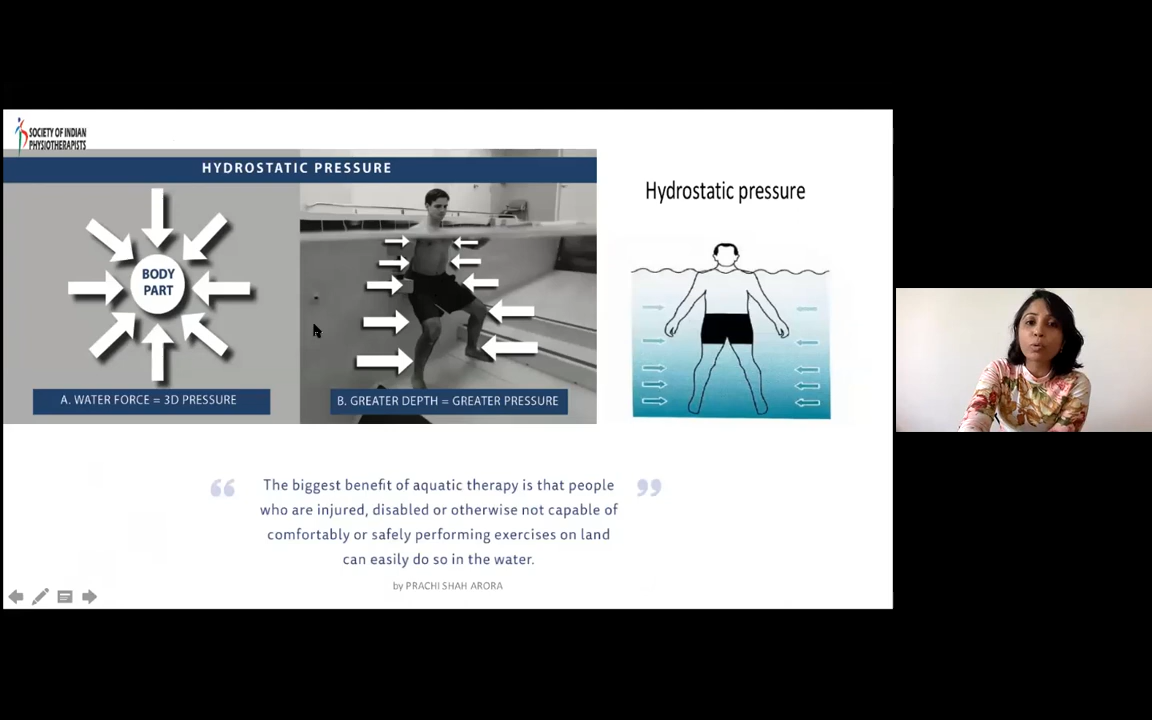 SOCIETY OF INDIAN
PHYSIOTHERAPISTS
HYDROSTATIC PRESSURE
BODY
PART
A. WATER FORCE = 3D PRESSURE
B. GREATER DEPTH = GREATER PRESSURE
Hydrostatic pressure
“ The biggest benefit of aquatic therapy is that people ”
who are injured, disabled or otherwise not capable of
comfortably or safely performing exercises on land
can easily do so in the water.
by PRACHI SHAH ARORA